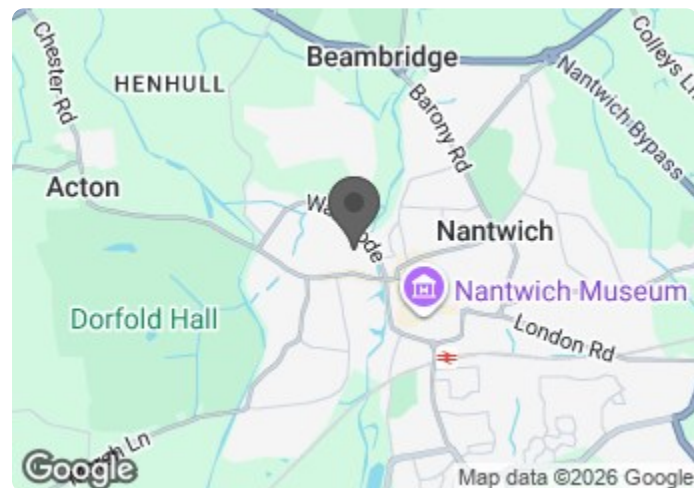 Chester Rd
HENHULL
Beambridge
Colleys Ln
Nantwich Bypass
Barony Rd
Acton
Nantwich
Nantwich Museum
Dorfold Hall
London Rd
Ln
Google
Map data ©2026 Google